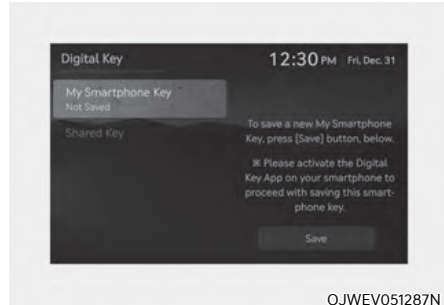 Digital Key
12:30 PM Fri, Dec. 31
My Smartphone Key
Not Saved
Shared Key
To save a new My Smartphone
Key, press [Save] button, below.
※ Please activate the Digital
Key App on your smartphone to
proceed with saving this smart-
phone key.
Save
OJWEV051287N